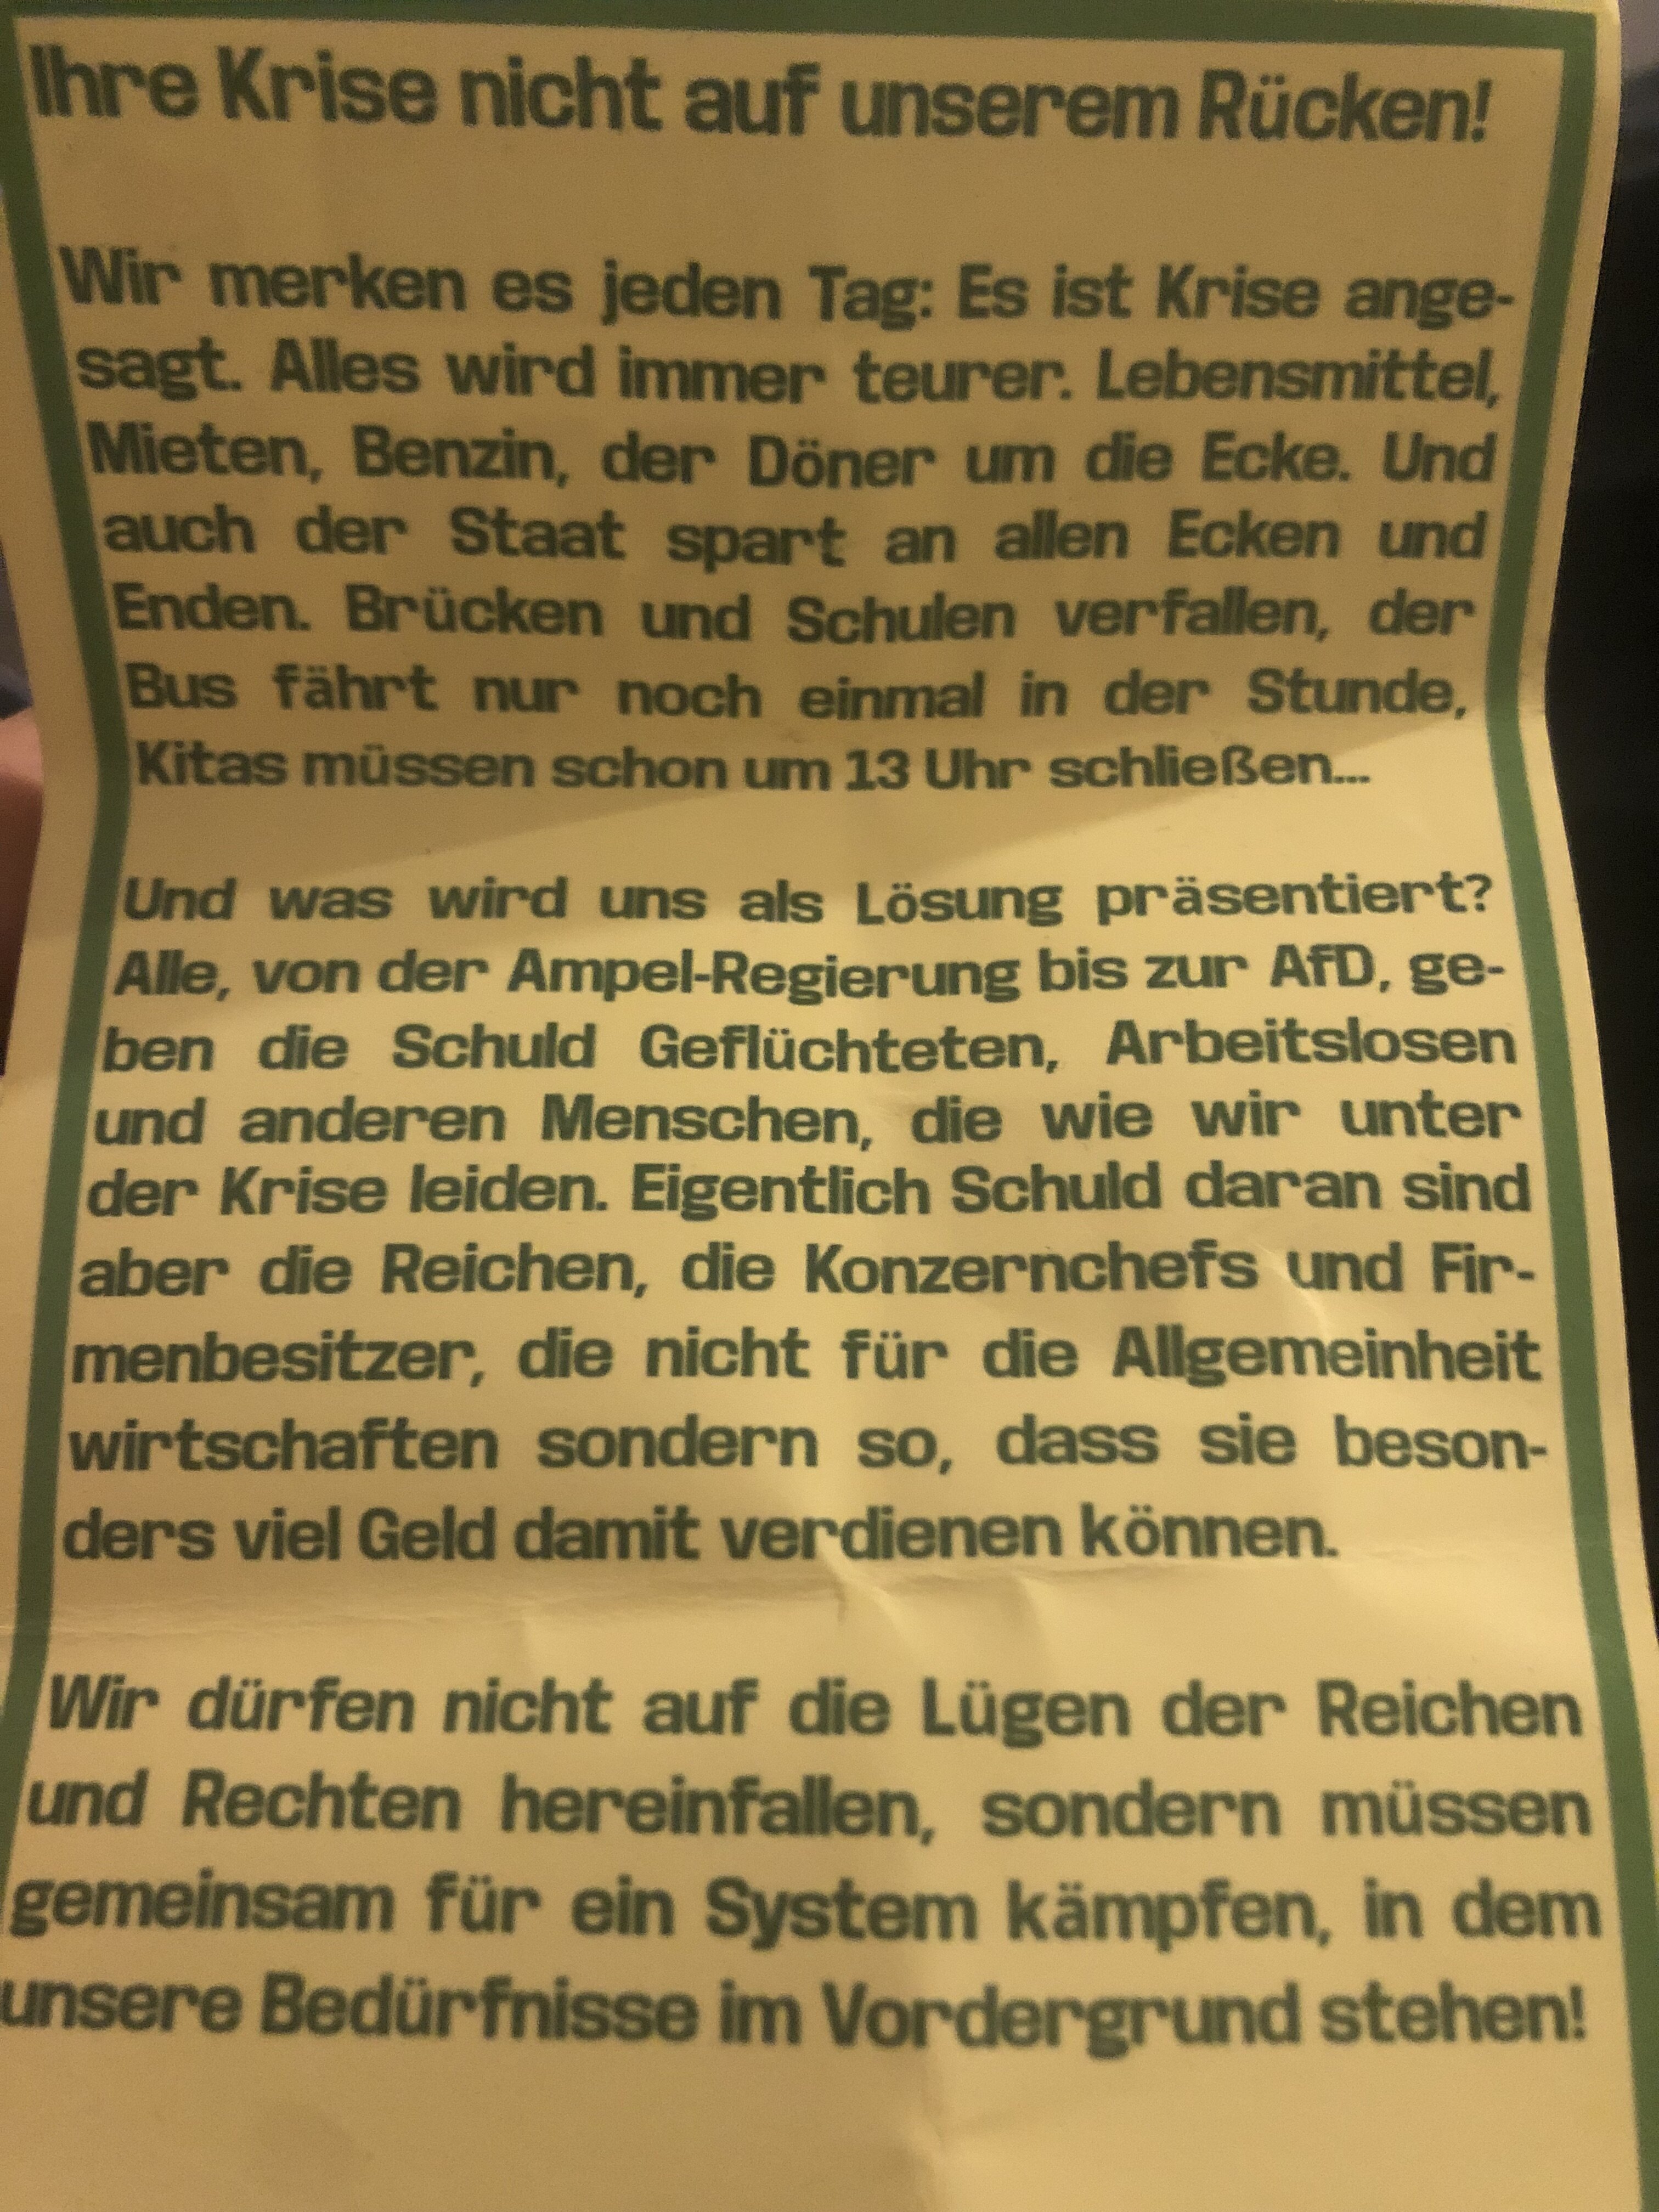 Ihre Krise nicht auf unserem Rücken!
Wir merken es jeden Tag: Es ist Krise ange-
sagt. Alles wird immer teurer. Lebensmittel,
Mieten, Benzin, der Döner um die Ecke. Und
auch der Staat spart an allen Ecken und
Enden. Brücken und Schulen verfallen, der
Bus fährt nur noch einmal in der Stunde,
Kitas müssen schon um 13 Uhr schließen...
Und was wird uns als Lösung präsentiert?
Alle, von der Ampel-Regierung bis zur AfD, ge-
ben die Schuld Geflüchteten, Arbeitslosen
und anderen Menschen, die wie wir unter
der Krise leiden. Eigentlich Schuld daran sind
aber die Reichen, die Konzernchefs und Fir-
menbesitzer, die nicht für die Allgemeinheit
wirtschaften sondern so, dass sie beson-
ders viel Geld damit verdienen können.
Wir dürfen nicht auf die Lügen der Reichen
und Rechten hereinfallen, sondern müssen
gemeinsam für ein System kämpfen, in dem
unsere Bedürfnisse im Vordergrund stehen!